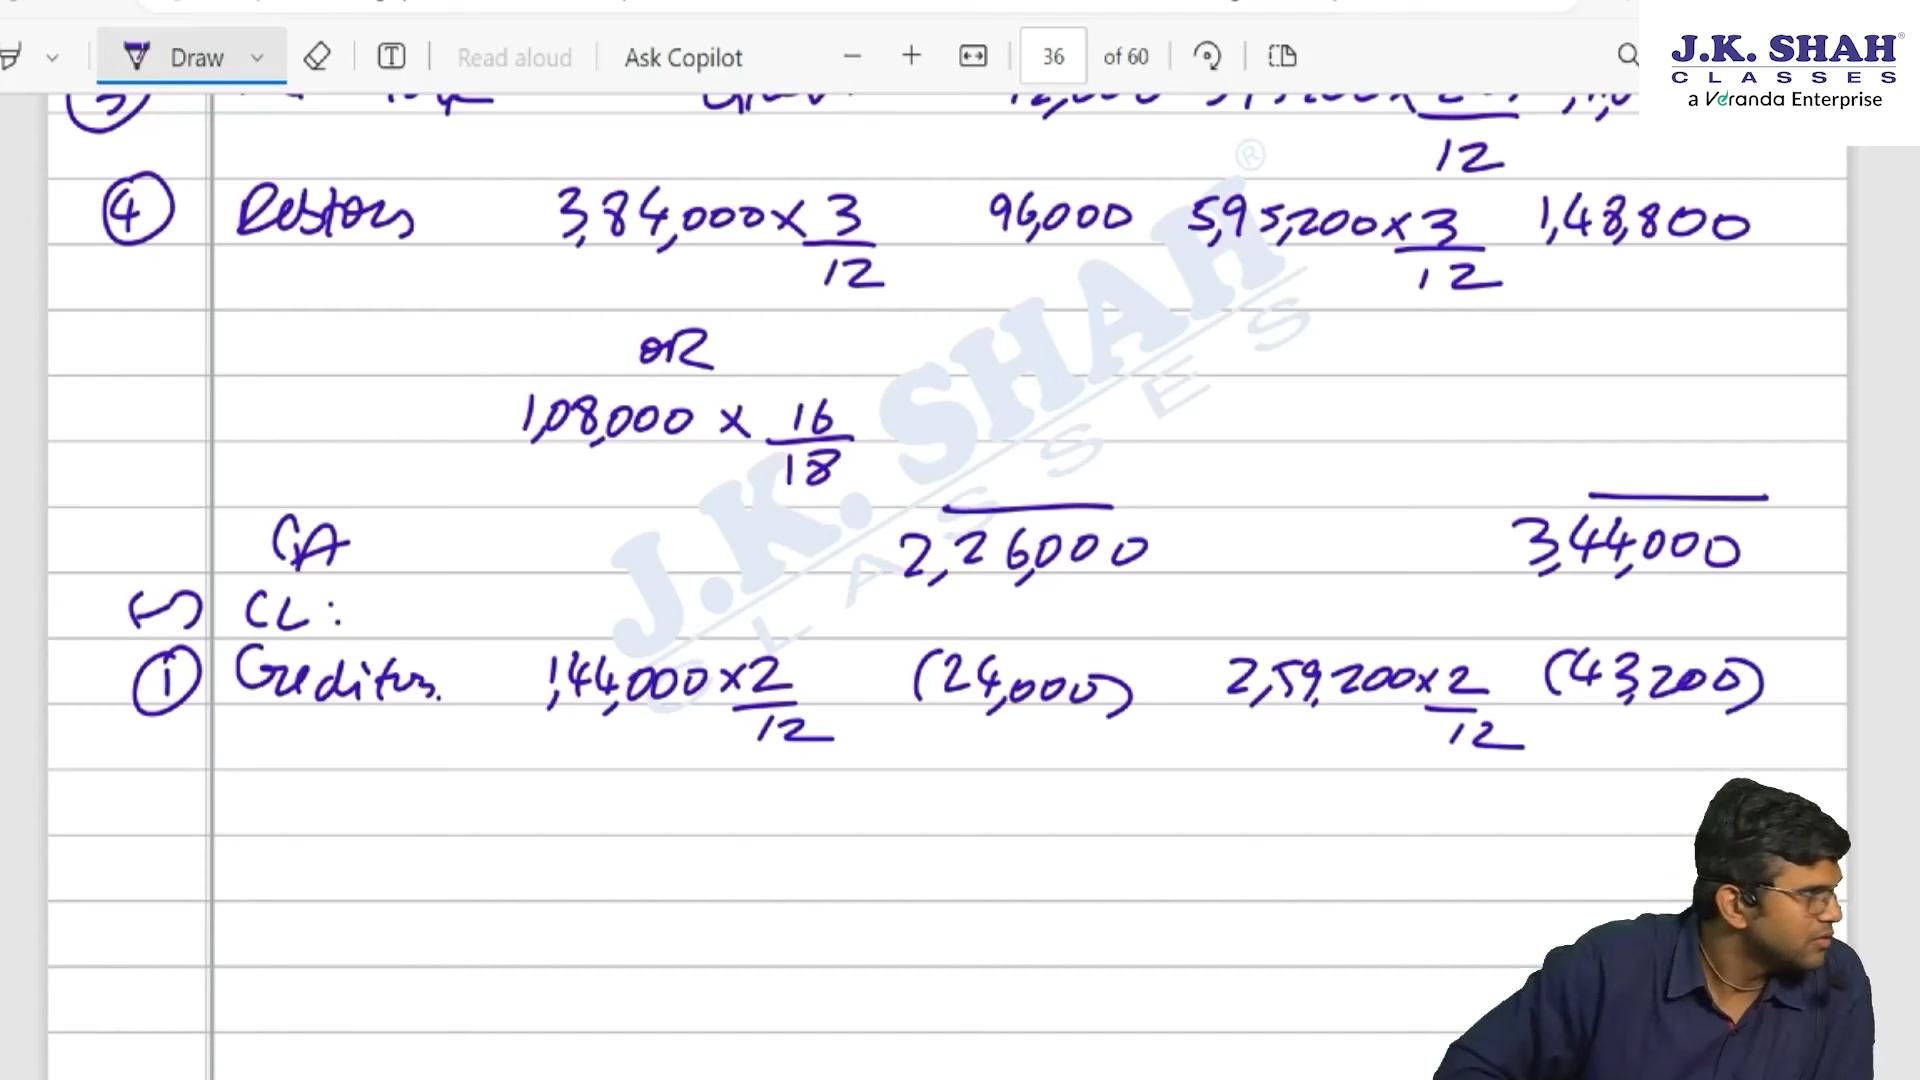 Draw
Read aloud
Ask Copilot
36 of 60
J.K. SHAH®
CLASSES
a Veranda Enterprise
12
④ Debtors 3,84,000 x 3/12 96,000 5,95,200 x 3/12 1,48,800
OR
1,08,000 x 16/18
CA 2,26,000 3,44,000
(-) CL:
① Creditors. 1,44,000 x 2/12 (24,000) 2,59,200 x 2/12 (43,200)
J.K. SHAH®
CLASSES